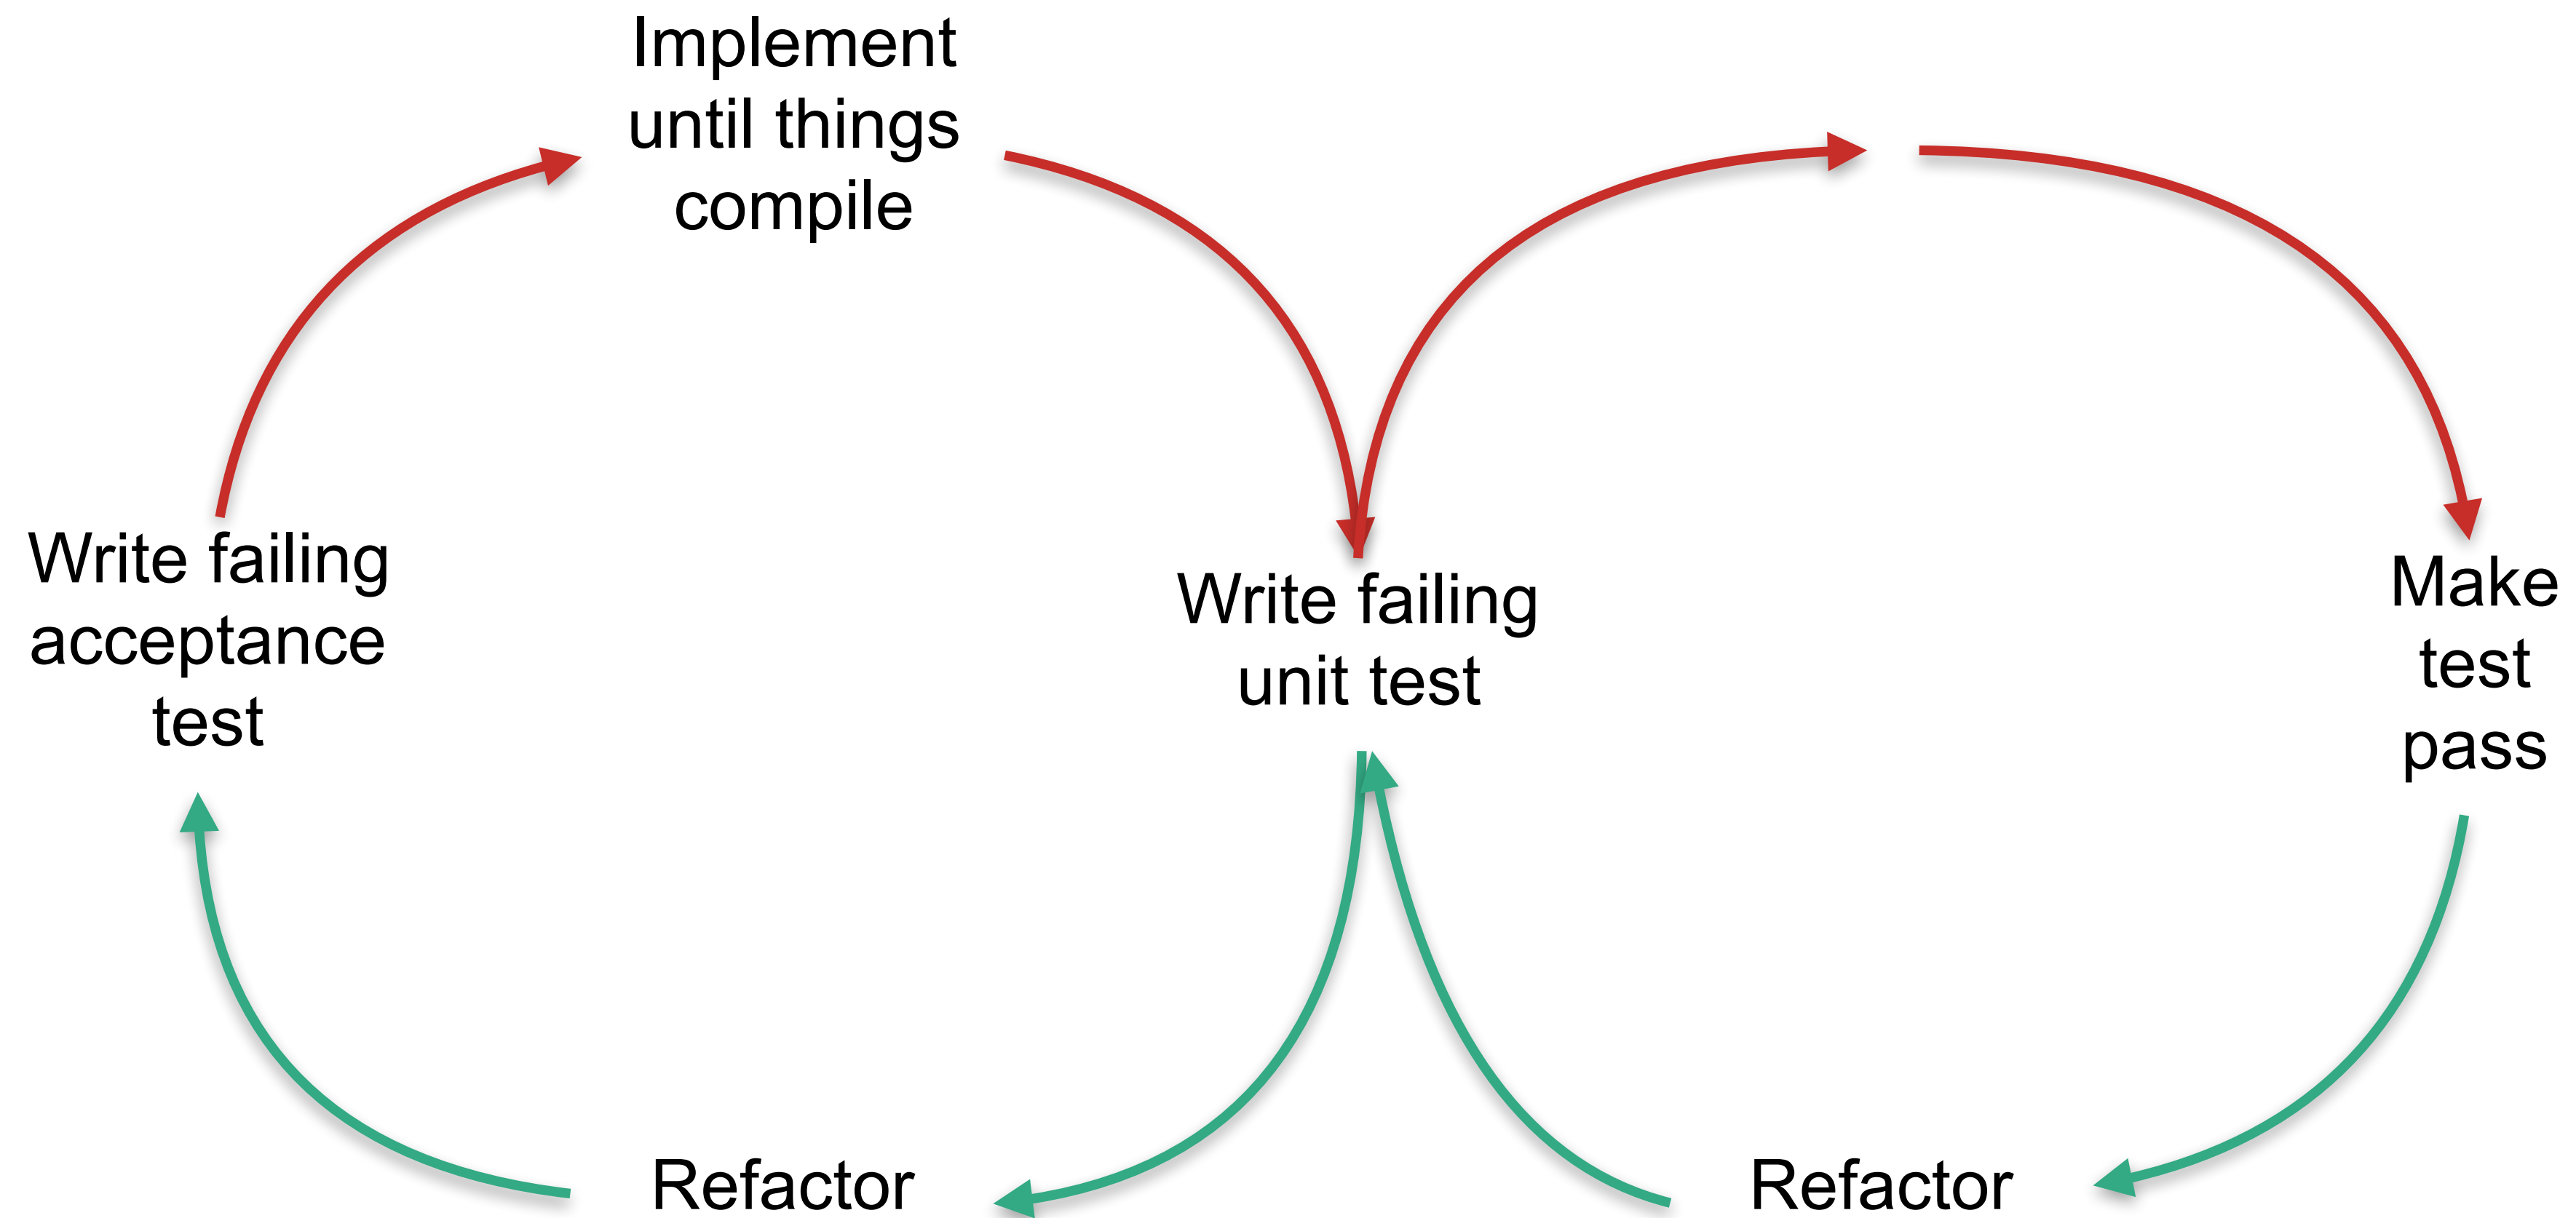 Implement
until things
compile
Write failing
acceptance
test
Write failing
unit test
Make
test
pass
Refactor
Refactor